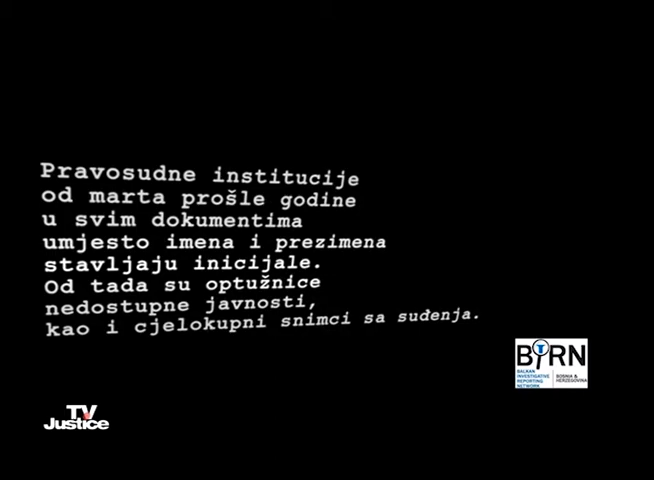 Pravosudne institucije
od marta prošle godine
u svim dokumentima
umjesto imena i prezimena
stavljaju inicijale.
Od tada su optužnice
nedostupne javnosti,
kao i cjelokupni snimci sa suđenja.
BIRN
BALKAN
INVESTIGATIVE
REPORTING
NETWORK
BOSNIA &
HERZEGOVINA
TV
Justice